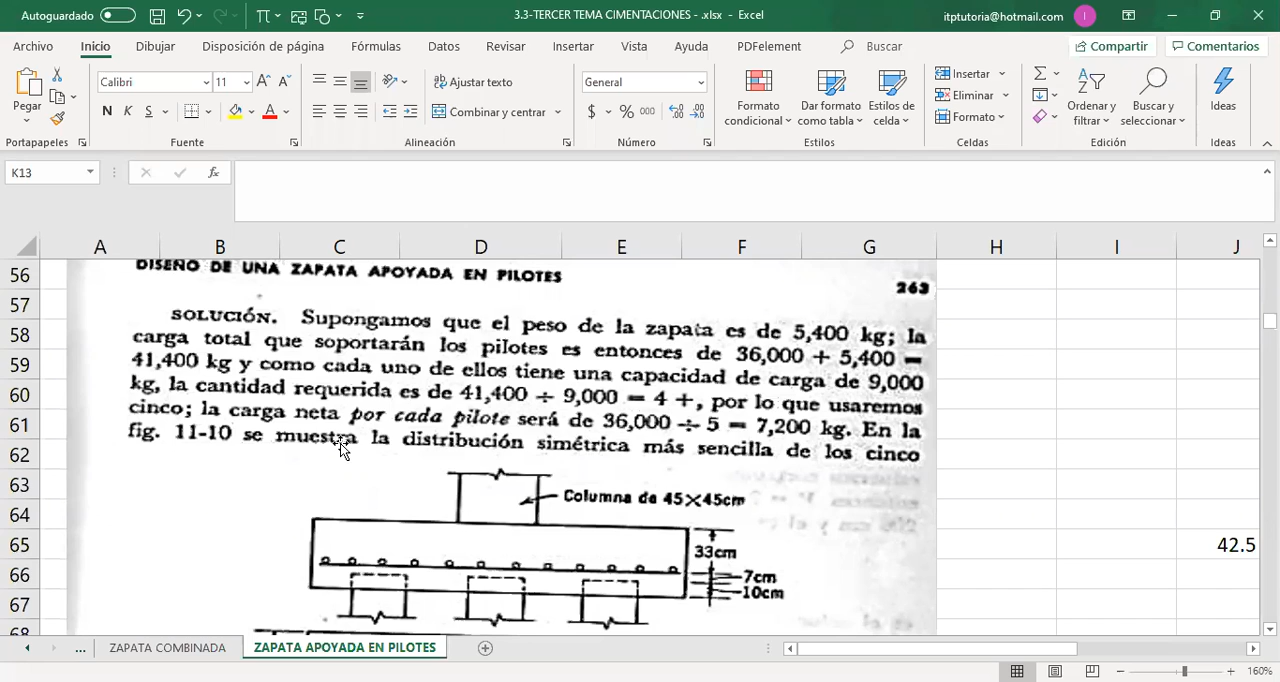 Autoguardado
3.3-TERCER TEMA CIMENTACIONES - .xlsx - Excel
itptutoria@hotmail.com
I
Archivo Inicio Dibujar Disposición de página Fórmulas Datos Revisar Insertar Vista Ayuda PDFelement Buscar Compartir Comentarios
Pegar
Calibri 11
N K S
Ajustar texto
Combinar y centrar
General
$ % 000
Formato condicional
Dar formato como tabla
Estilos de celda
Insertar
Eliminar
Formato
Ordenar y filtrar
Buscar y seleccionar
Ideas
Portapapeles Fuente Alineación Número Estilos Celdas Edición Ideas
K13 fx
A B C D E F G H I J
56
57
58
59
60
61
62
63
64
65
66
67
68
DISEÑO DE UNA ZAPATA APOYADA EN PILOTES 263
SOLUCIÓN. Supongamos que el peso de la zapata es de 5,400 kg; la
carga total que soportarán los pilotes es entonces de 36,000 + 5,400 =
41,400 kg y como cada uno de ellos tiene una capacidad de carga de 9,000
kg, la cantidad requerida es de 41,400 ÷ 9,000 = 4 +, por lo que usaremos
cinco; la carga neta por cada pilote será de 36,000 ÷ 5 = 7,200 kg. En la
fig. 11-10 se muestra la distribución simétrica más sencilla de los cinco
Columna de 45×45cm
33cm
7cm
10cm
42.5
... ZAPATA COMBINADA ZAPATA APOYADA EN PILOTES
160%